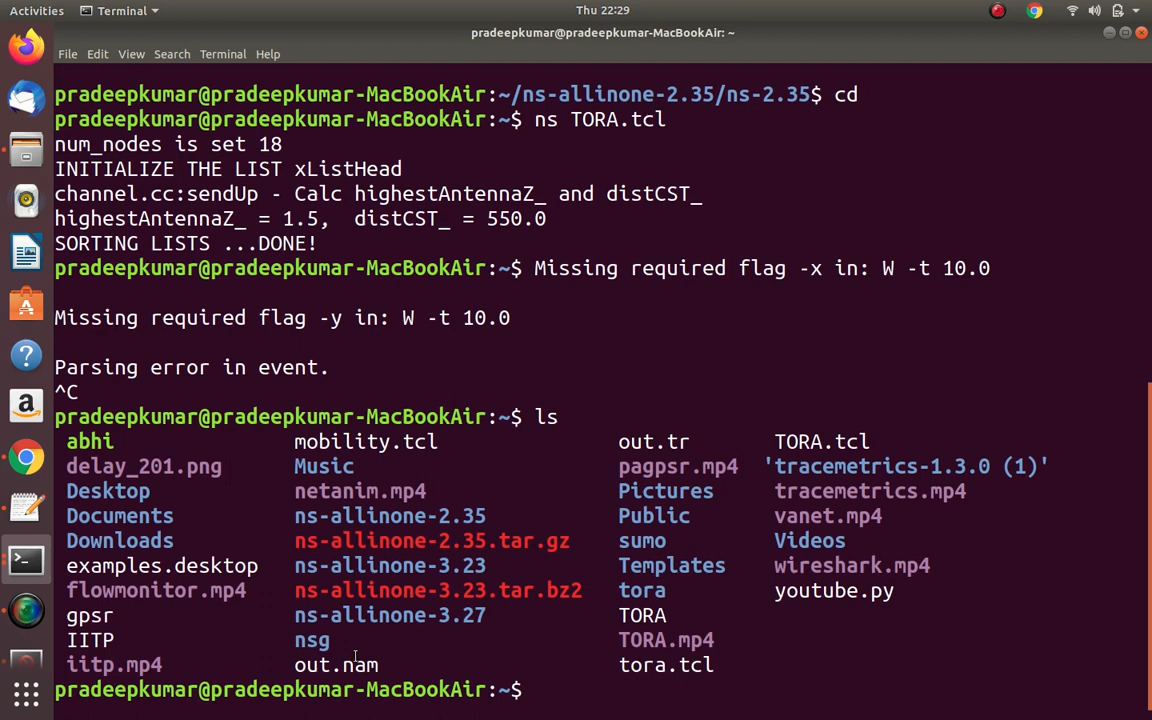 Activities Terminal Thu 22:29
pradeepkumar@pradeepkumar-MacBookAir: ~
File Edit View Search Terminal Help
pradeepkumar@pradeepkumar-MacBookAir:~/ns-allinone-2.35/ns-2.35$ cd
pradeepkumar@pradeepkumar-MacBookAir:~$ ns TORA.tcl
num_nodes is set 18
INITIALIZE THE LIST xListHead
channel.cc:sendUp - Calc highestAntennaZ_ and distCST_
highestAntennaZ_ = 1.5,  distCST_ = 550.0
SORTING LISTS ...DONE!
pradeepkumar@pradeepkumar-MacBookAir:~$ Missing required flag -x in: W -t 10.0
Missing required flag -y in: W -t 10.0
Parsing error in event.
^C
pradeepkumar@pradeepkumar-MacBookAir:~$ ls
abhi mobility.tcl out.tr TORA.tcl
delay_201.png Music pagpsr.mp4 'tracemetrics-1.3.0 (1)'
Desktop netanim.mp4 Pictures tracemetrics.mp4
Documents ns-allinone-2.35 Public vanet.mp4
Downloads ns-allinone-2.35.tar.gz sumo Videos
examples.desktop ns-allinone-3.23 Templates wireshark.mp4
flowmonitor.mp4 ns-allinone-3.23.tar.bz2 tora youtube.py
gpsr ns-allinone-3.27 TORA
IITP nsg TORA.mp4
iitp.mp4 out.nam tora.tcl
pradeepkumar@pradeepkumar-MacBookAir:~$